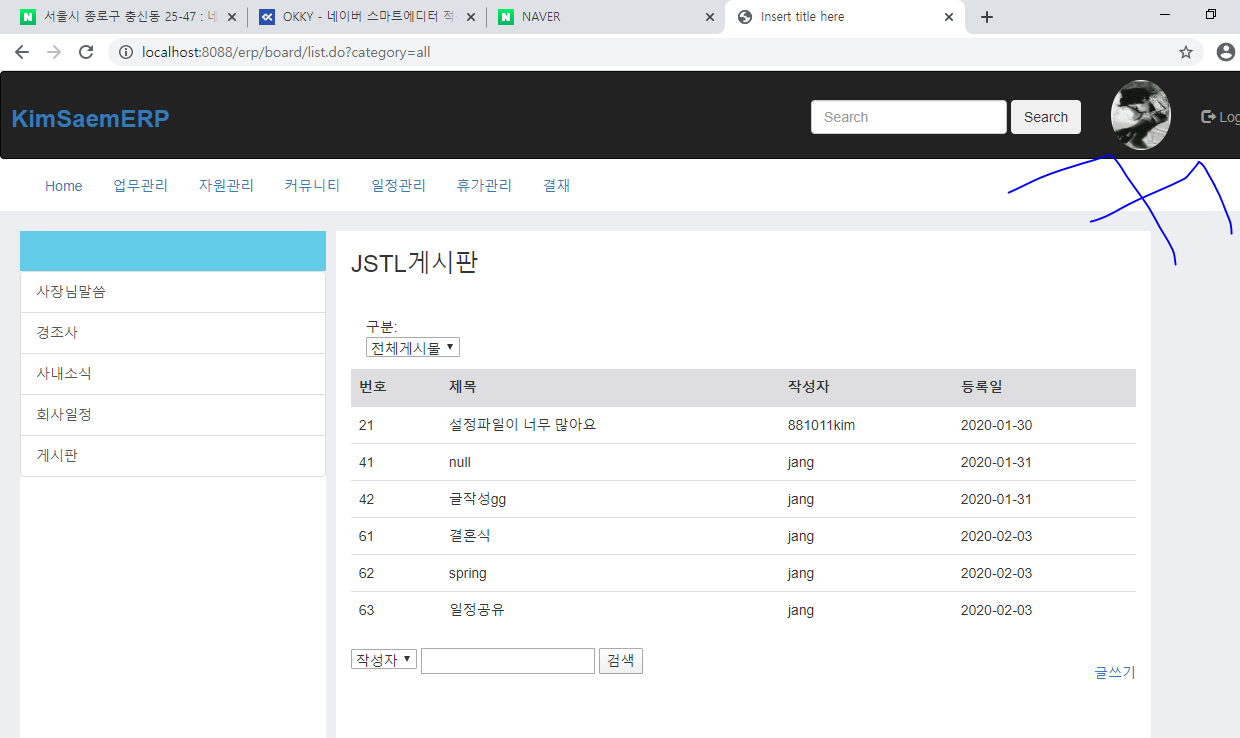 서울시 종로구 충신동 25-47 : 네
OKKY - 네이버 스마트에디터 적
NAVER
Insert title here
localhost:8088/erp/board/list.do?category=all
KimSaemERP
Search
Search
Log
Home 업무관리 자원관리 커뮤니티 일정관리 휴가관리 결재
사장님말씀
경조사
사내소식
회사일정
게시판
JSTL게시판
구분:
전체게시물
번호 제목 작성자 등록일
21 설정파일이 너무 많아요 881011kim 2020-01-30
41 null jang 2020-01-31
42 글작성gg jang 2020-01-31
61 결혼식 jang 2020-02-03
62 spring jang 2020-02-03
63 일정공유 jang 2020-02-03
작성자 검색
글쓰기